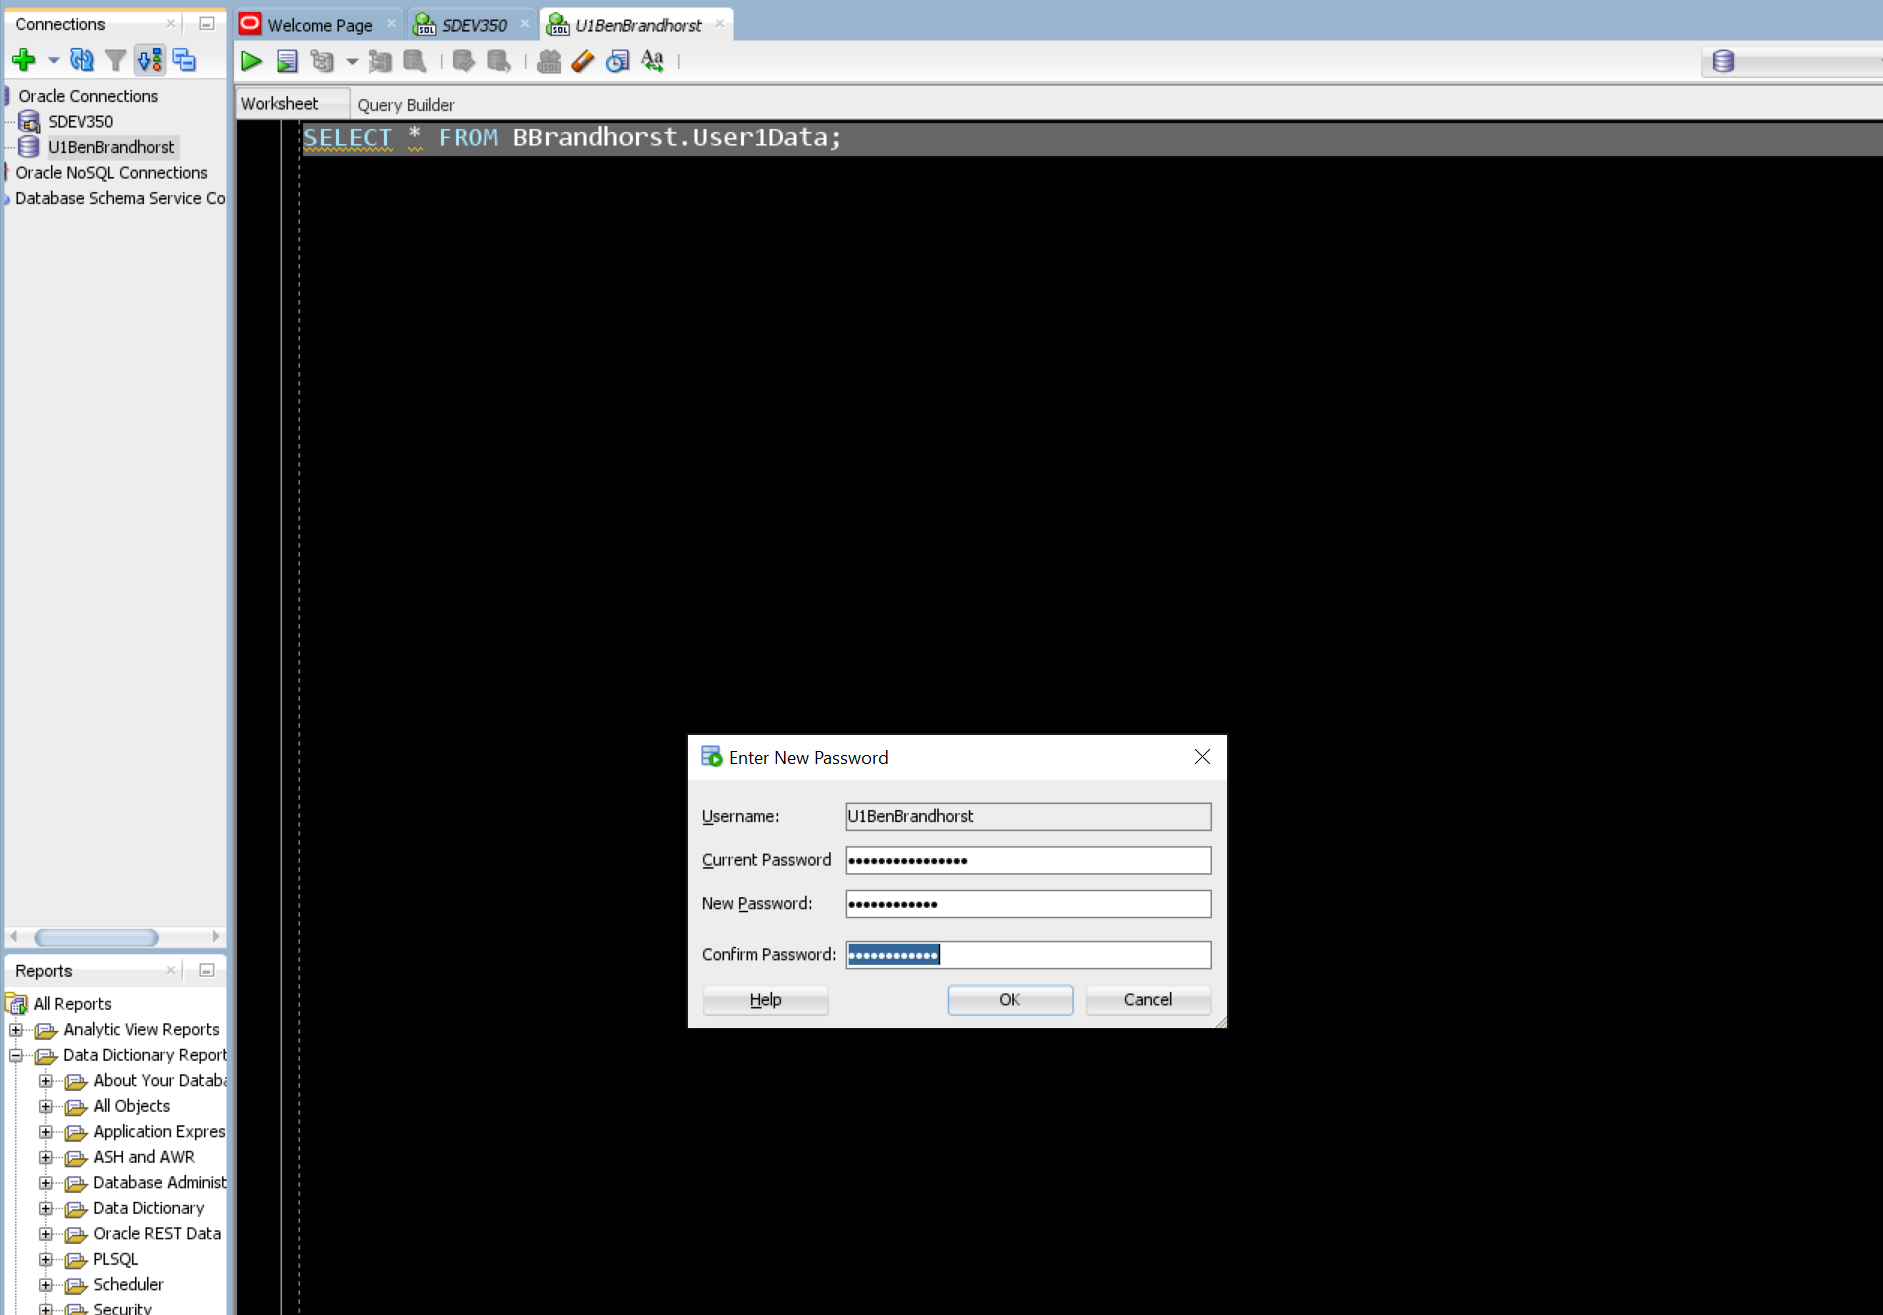 Connections
Welcome Page
SDEV350
U1BenBrandhorst
Oracle Connections
SDEV350
U1BenBrandhorst
Oracle NoSQL Connections
Database Schema Service Co
Worksheet
Query Builder
SELECT * FROM BBrandhorst.User1Data;
Enter New Password
Username:
U1BenBrandhorst
Current Password
••••••••••••••••
New Password:
••••••••••••
Confirm Password:
••••••••••••
Help
OK
Cancel
Reports
All Reports
Analytic View Reports
Data Dictionary Report
About Your Databa
All Objects
Application Expres
ASH and AWR
Database Administ
Data Dictionary
Oracle REST Data
PLSQL
Scheduler
Security